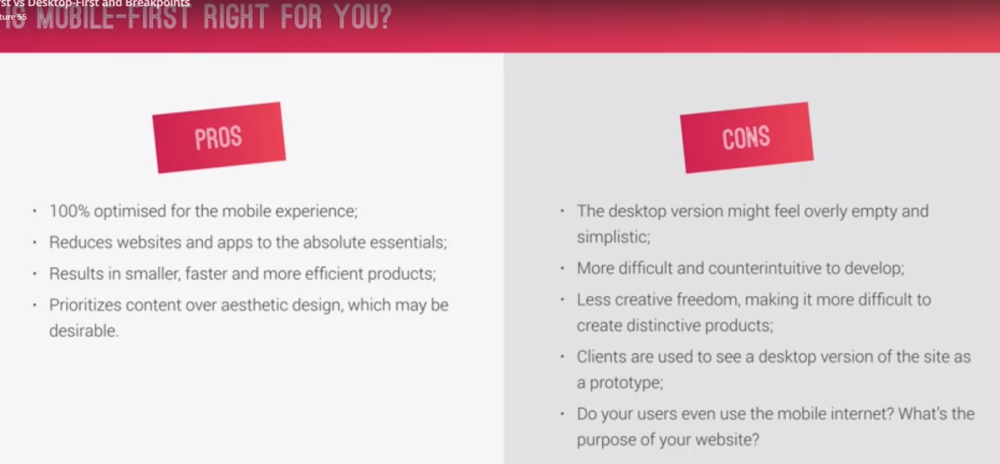 rst vs Desktop-First and Breakpoints
ture 55
IS MOBILE-FIRST RIGHT FOR YOU?
PROS
• 100% optimised for the mobile experience;
• Reduces websites and apps to the absolute essentials;
• Results in smaller, faster and more efficient products;
• Prioritizes content over aesthetic design, which may be
desirable.
CONS
• The desktop version might feel overly empty and
simplistic;
• More difficult and counterintuitive to develop;
• Less creative freedom, making it more difficult to
create distinctive products;
• Clients are used to see a desktop version of the site as
a prototype;
• Do your users even use the mobile internet? What's the
purpose of your website?